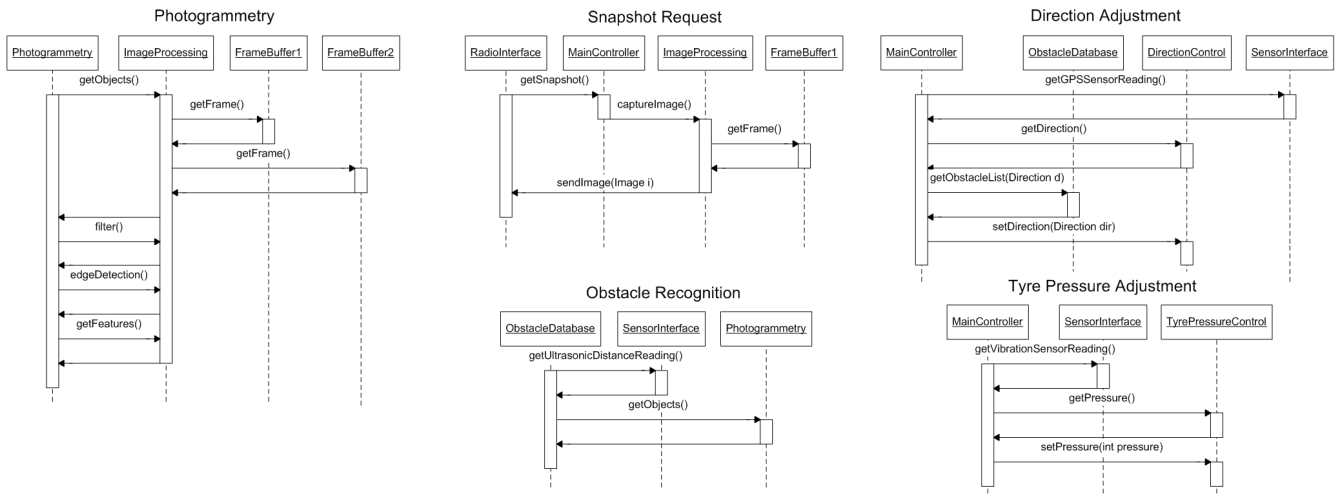 Photogrammetry
Photogrammetry ImageProcessing FrameBuffer1 FrameBuffer2
getObjects()
getFrame()
getFrame()
filter()
edgeDetection()
getFeatures()
Snapshot Request
RadioInterface MainController ImageProcessing FrameBuffer1
getSnapshot()
captureImage()
getFrame()
sendImage(Image i)
Obstacle Recognition
ObstacleDatabase SensorInterface Photogrammetry
getUltrasonicDistanceReading()
getObjects()
Direction Adjustment
MainController ObstacleDatabase DirectionControl SensorInterface
getGPSSensorReading()
getDirection()
getObstacleList(Direction d)
setDirection(Direction dir)
Tyre Pressure Adjustment
MainController SensorInterface TyrePressureControl
getVibrationSensorReading()
getPressure()
setPressure(int pressure)